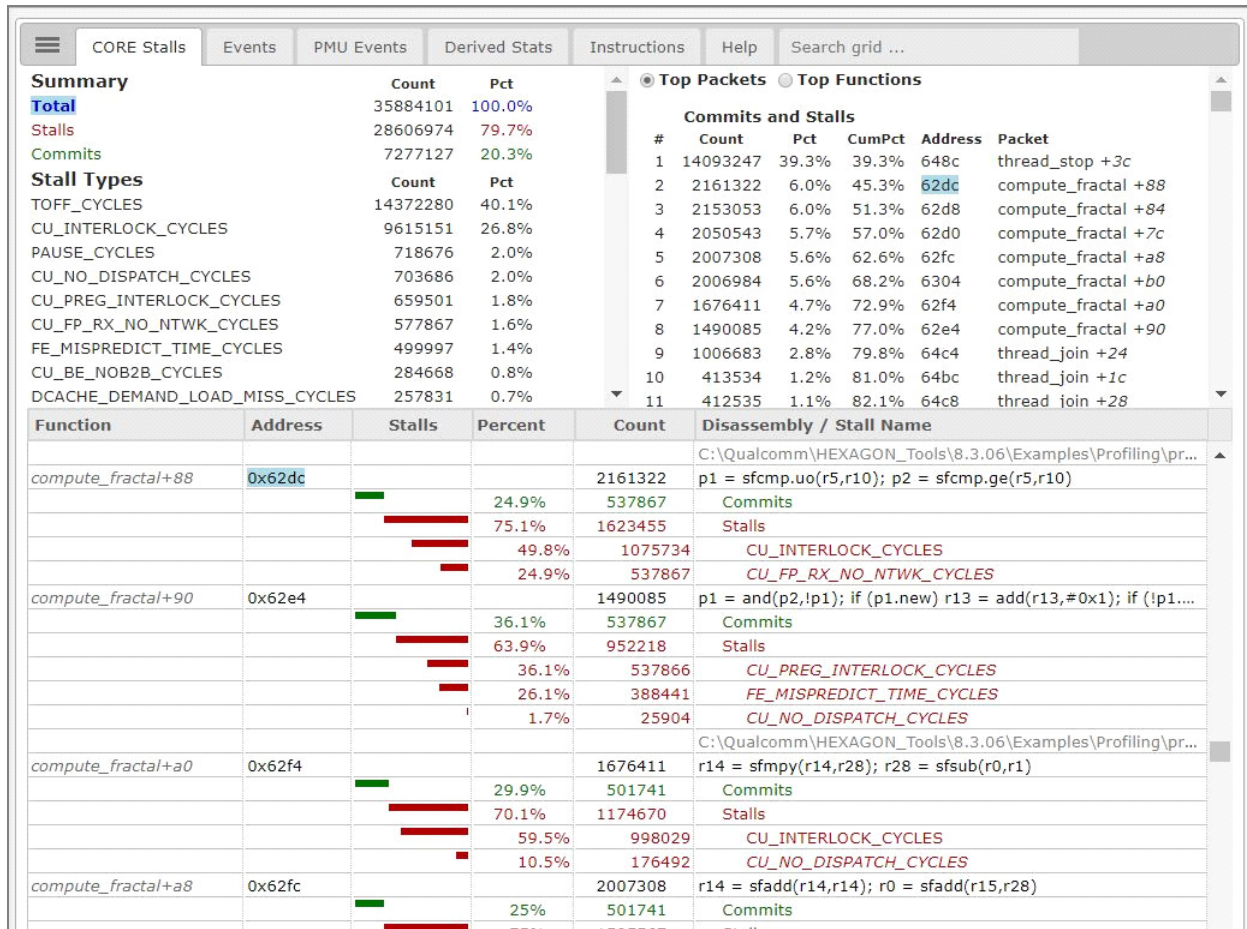 CORE Stalls Events PMU Events Derived Stats Instructions Help Search grid ...
Summary Count Pct
Total 35884101 100.0%
Stalls 28606974 79.7%
Commits 7277127 20.3%
Stall Types Count Pct
TOFF_CYCLES 14372280 40.1%
CU_INTERLOCK_CYCLES 9615151 26.8%
PAUSE_CYCLES 718676 2.0%
CU_NO_DISPATCH_CYCLES 703686 2.0%
CU_PREG_INTERLOCK_CYCLES 659501 1.8%
CU_FP_RX_NO_NTWK_CYCLES 577867 1.6%
FE_MISPREDICT_TIME_CYCLES 499997 1.4%
CU_BE_NOB2B_CYCLES 284668 0.8%
DCACHE_DEMAND_LOAD_MISS_CYCLES 257831 0.7%
Top Packets Top Functions
Commits and Stalls
# Count Pct CumPct Address Packet
1 14093247 39.3% 39.3% 648c thread_stop +3c
2 2161322 6.0% 45.3% 62dc compute_fractal +88
3 2153053 6.0% 51.3% 62d8 compute_fractal +84
4 2050543 5.7% 57.0% 62d0 compute_fractal +7c
5 2007308 5.6% 62.6% 62fc compute_fractal +a8
6 2006984 5.6% 68.2% 6304 compute_fractal +b0
7 1676411 4.7% 72.9% 62f4 compute_fractal +a0
8 1490085 4.2% 77.0% 62e4 compute_fractal +90
9 1006683 2.8% 79.8% 64c4 thread_join +24
10 413534 1.2% 81.0% 64bc thread_join +1c
11 412535 1.1% 82.1% 64c8 thread_join +28
Function Address Stalls Percent Count Disassembly / Stall Name
C:\Qualcomm\HEXAGON_Tools\8.3.06\Examples\Profiling\pr...
compute_fractal+88 0x62dc 2161322 p1 = sfcmp.uo(r5,r10); p2 = sfcmp.ge(r5,r10)
24.9% 537867 Commits
75.1% 1623455 Stalls
49.8% 1075734 CU_INTERLOCK_CYCLES
24.9% 537867 CU_FP_RX_NO_NTWK_CYCLES
compute_fractal+90 0x62e4 1490085 p1 = and(p2,!p1); if (p1.new) r13 = add(r13,#0x1); if (!p1....
36.1% 537867 Commits
63.9% 952218 Stalls
36.1% 537866 CU_PREG_INTERLOCK_CYCLES
26.1% 388441 FE_MISPREDICT_TIME_CYCLES
1.7% 25904 CU_NO_DISPATCH_CYCLES
C:\Qualcomm\HEXAGON_Tools\8.3.06\Examples\Profiling\pr...
compute_fractal+a0 0x62f4 1676411 r14 = sfmpy(r14,r28); r28 = sfsub(r0,r1)
29.9% 501741 Commits
70.1% 1174670 Stalls
59.5% 998029 CU_INTERLOCK_CYCLES
10.5% 176492 CU_NO_DISPATCH_CYCLES
compute_fractal+a8 0x62fc 2007308 r14 = sfadd(r14,r14); r0 = sfadd(r15,r28)
25% 501741 Commits